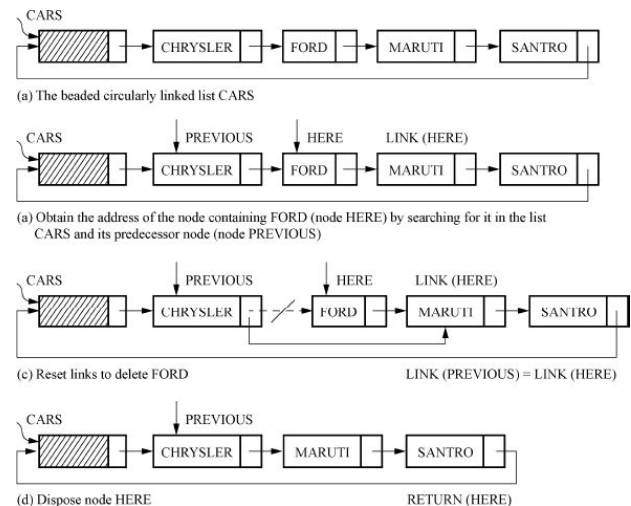 CARS
CHRYSLER FORD MARUTI SANTRO
(a) The beaded circularly linked list CARS
CARS PREVIOUS HERE LINK (HERE)
CHRYSLER FORD MARUTI SANTRO
(a) Obtain the address of the node containing FORD (node HERE) by searching for it in the list
CARS and its predecessor node (node PREVIOUS)
CARS PREVIOUS HERE LINK (HERE)
CHRYSLER FORD MARUTI SANTRO
(c) Reset links to delete FORD LINK (PREVIOUS) = LINK (HERE)
CARS PREVIOUS
CHRYSLER MARUTI SANTRO
(d) Dispose node HERE RETURN (HERE)